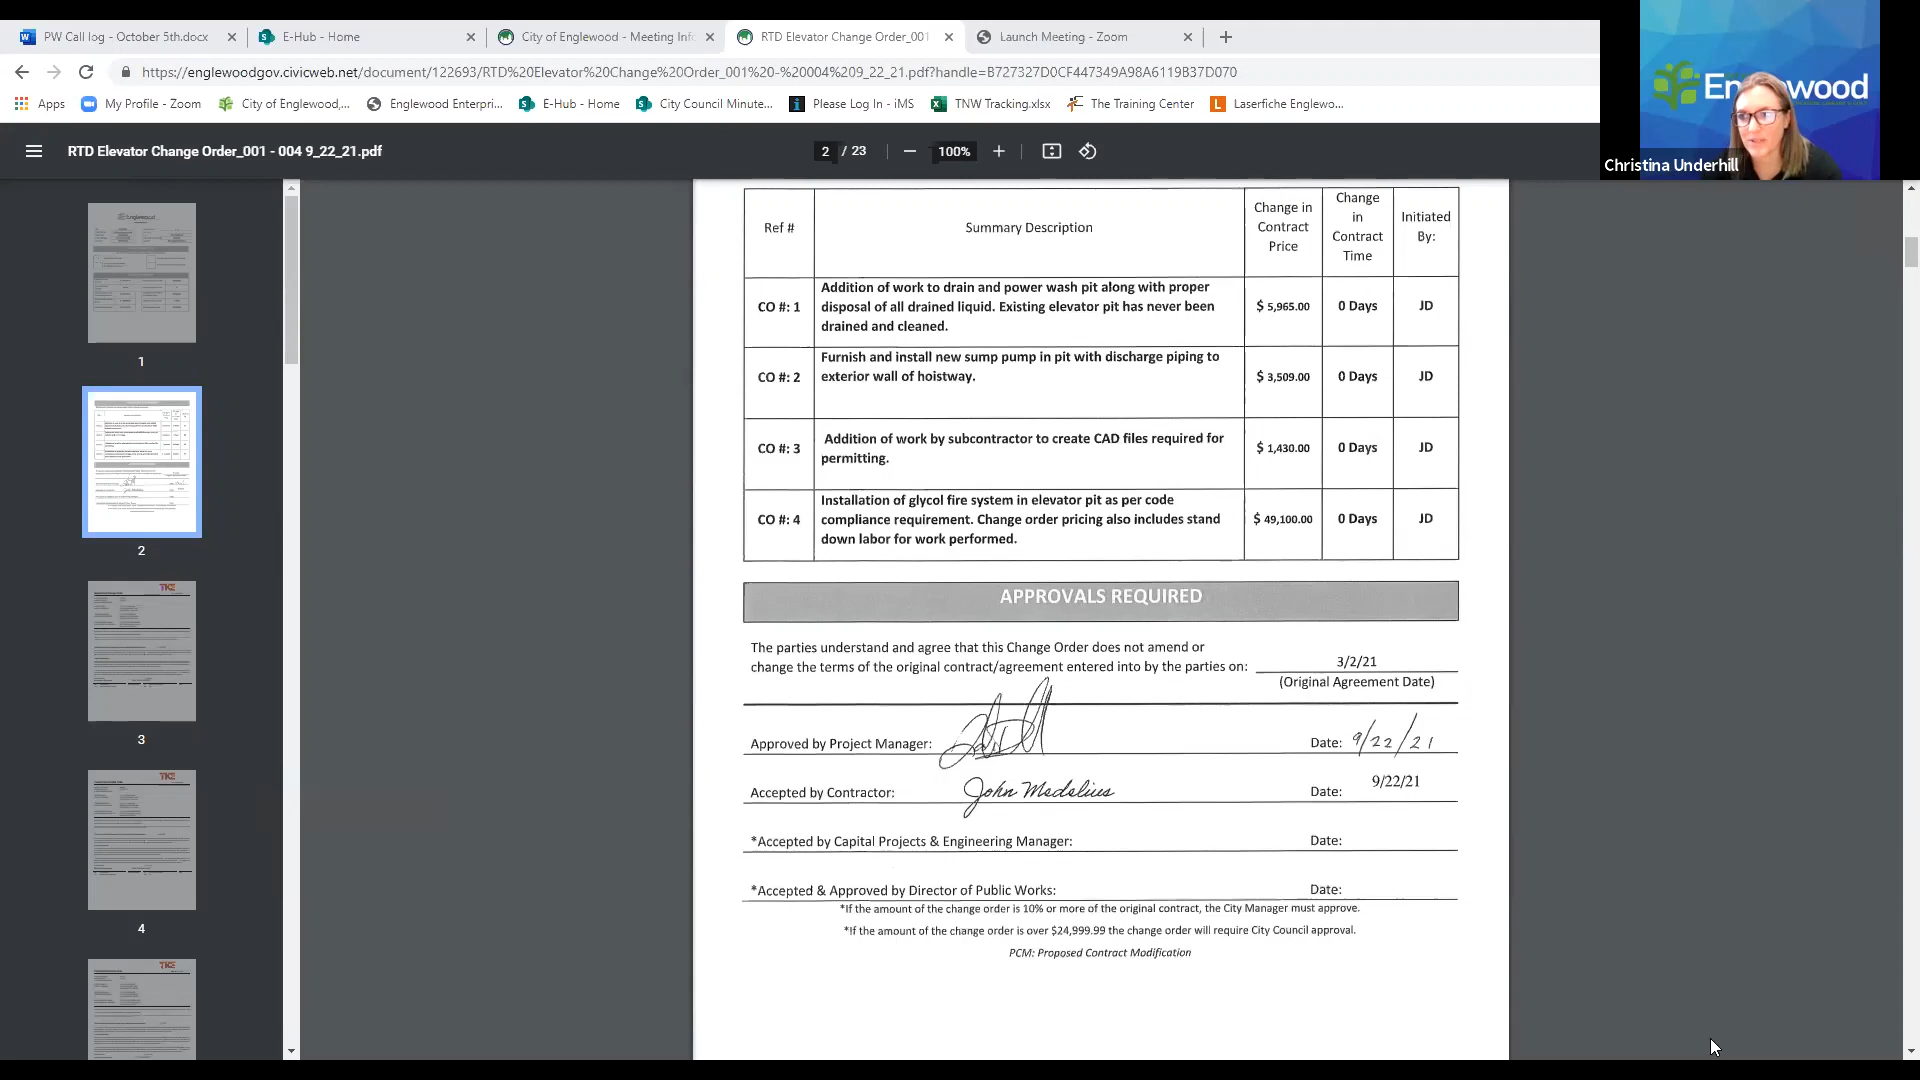 PW Call log - October 5th.docx
E-Hub - Home
City of Englewood - Meeting Info
RTD Elevator Change Order_001
Launch Meeting - Zoom
https://englewoodgov.civicweb.net/document/122693/RTD%20Elevator%20Change%20Order_001%20-%20004%209_22_21.pdf?handle=B727327D0CF447349A98A6119B37D070
Apps
My Profile - Zoom
City of Englewood,...
Englewood Enterpri...
E-Hub - Home
City Council Minute...
Please Log In - iMS
TNW Tracking.xlsx
The Training Center
Laserfiche Englewo...
Christina Underhill
RTD Elevator Change Order_001 - 004 9_22_21.pdf
2 / 23
100%
1
2
3
4
Ref # Summary Description Change in Contract Price Change in Contract Time Initiated By:
CO #: 1 Addition of work to drain and power wash pit along with proper
disposal of all drained liquid. Existing elevator pit has never been
drained and cleaned.
$ 5,965.00 0 Days JD
CO #: 2 Furnish and install new sump pump in pit with discharge piping to
exterior wall of hoistway.
$ 3,509.00 0 Days JD
CO #: 3 Addition of work by subcontractor to create CAD files required for
permitting.
$ 1,430.00 0 Days JD
CO #: 4 Installation of glycol fire system in elevator pit as per code
compliance requirement. Change order pricing also includes stand
down labor for work performed.
$ 49,100.00 0 Days JD
APPROVALS REQUIRED
The parties understand and agree that this Change Order does not amend or
change the terms of the original contract/agreement entered into by the parties on: 3/2/21
(Original Agreement Date)
Approved by Project Manager: Date: 9/22/21
Accepted by Contractor: John Medelius Date: 9/22/21
*Accepted by Capital Projects & Engineering Manager: Date:
*Accepted & Approved by Director of Public Works: Date:
*If the amount of the change order is 10% or more of the original contract, the City Manager must approve.
*If the amount of the change order is over $24,999.99 the change order will require City Council approval.
PCM: Proposed Contract Modification